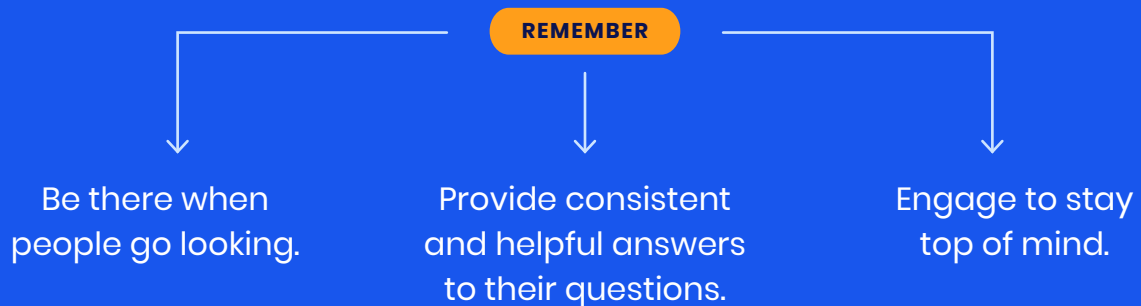 REMEMBER
Be there when
people go looking.
Provide consistent
and helpful answers
to their questions.
Engage to stay
top of mind.